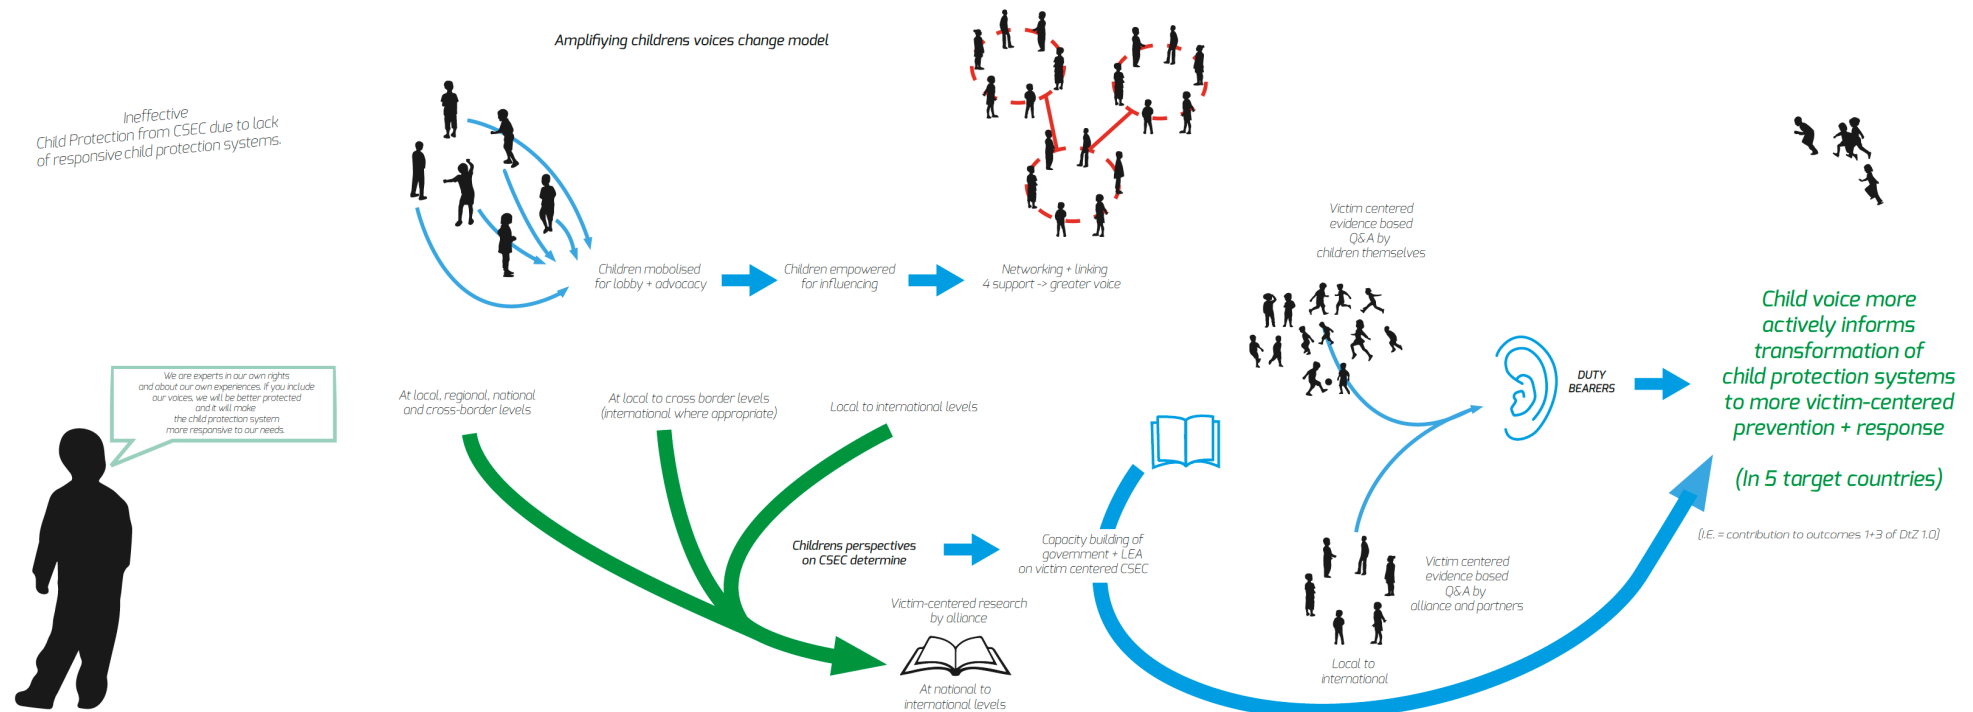 Amplifiying childrens voices change model
Ineffective
Child Protection from CSEC due to lack
of responsive child protection systems.
Children mobolised
for lobby + advocacy
Children empowered
for influencing
Networking + linking
4 support -> greater voice
Victim centered
evidence based
Q&A by
children themselves
We are experts in our own rights
and about our own experiences. if you include
our voices, we will be better protected
and it will make
the child protection system
more responsive to our needs.
At local, regional, national
and cross-border levels
At local to cross border levels
(international where appropriate)
Local to international levels
DUTY
BEARERS
Child voice more
actively informs
transformation of
child protection systems
to more victim-centered
prevention + response
(In 5 target countries)
(I.E. = contribution to outcomes 1+3 of DtZ 1.0)
Childrens perspectives
on CSEC determine
Capacity building of
government + LEA
on victim centered CSEC
Victim-centered research
by alliance
At national to
international levels
Victim centered
evidence based
Q&A by
alliance and partners
Local to
international